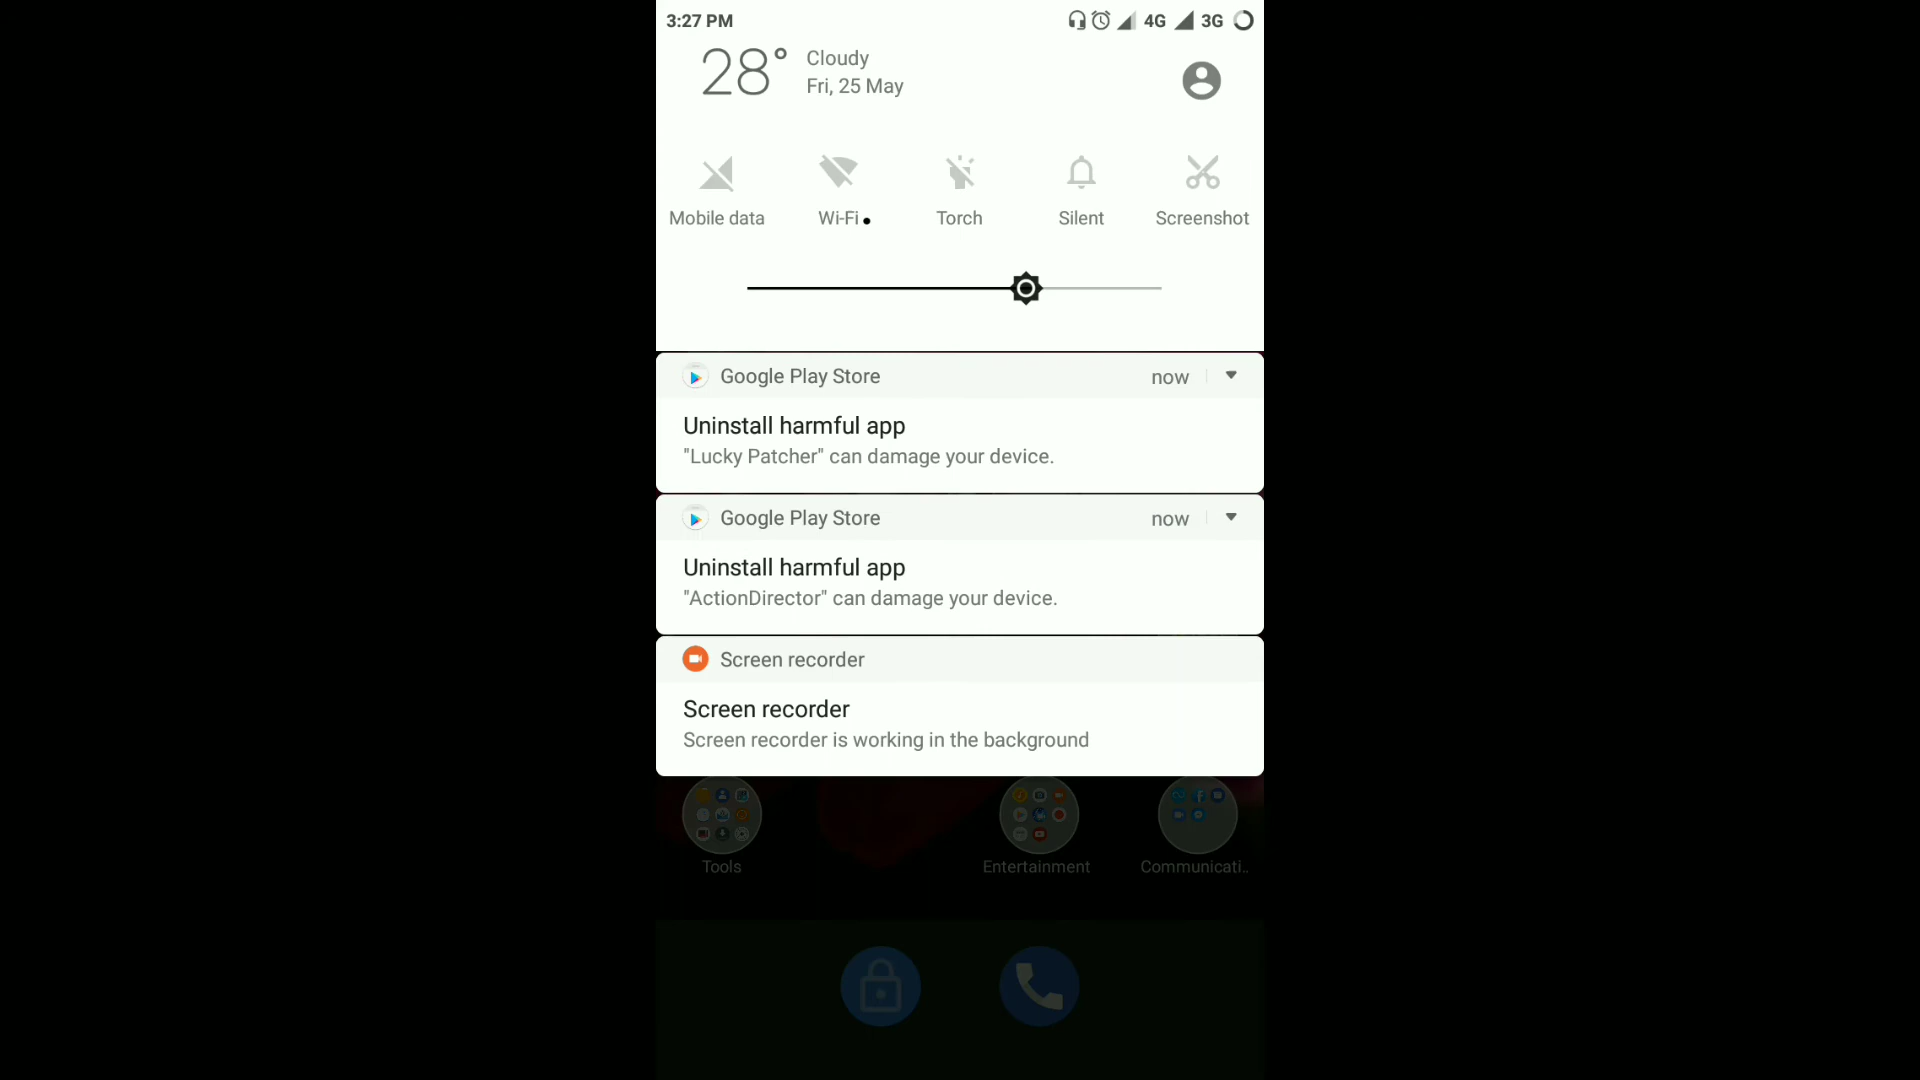 3:27 PM 4G 3G
28° Cloudy
Fri, 25 May
Mobile data Wi-Fi Torch Silent Screenshot
Google Play Store now
Uninstall harmful app
"Lucky Patcher" can damage your device.
Google Play Store now
Uninstall harmful app
"ActionDirector" can damage your device.
Screen recorder
Screen recorder
Screen recorder is working in the background
Tools Entertainment Communicati..